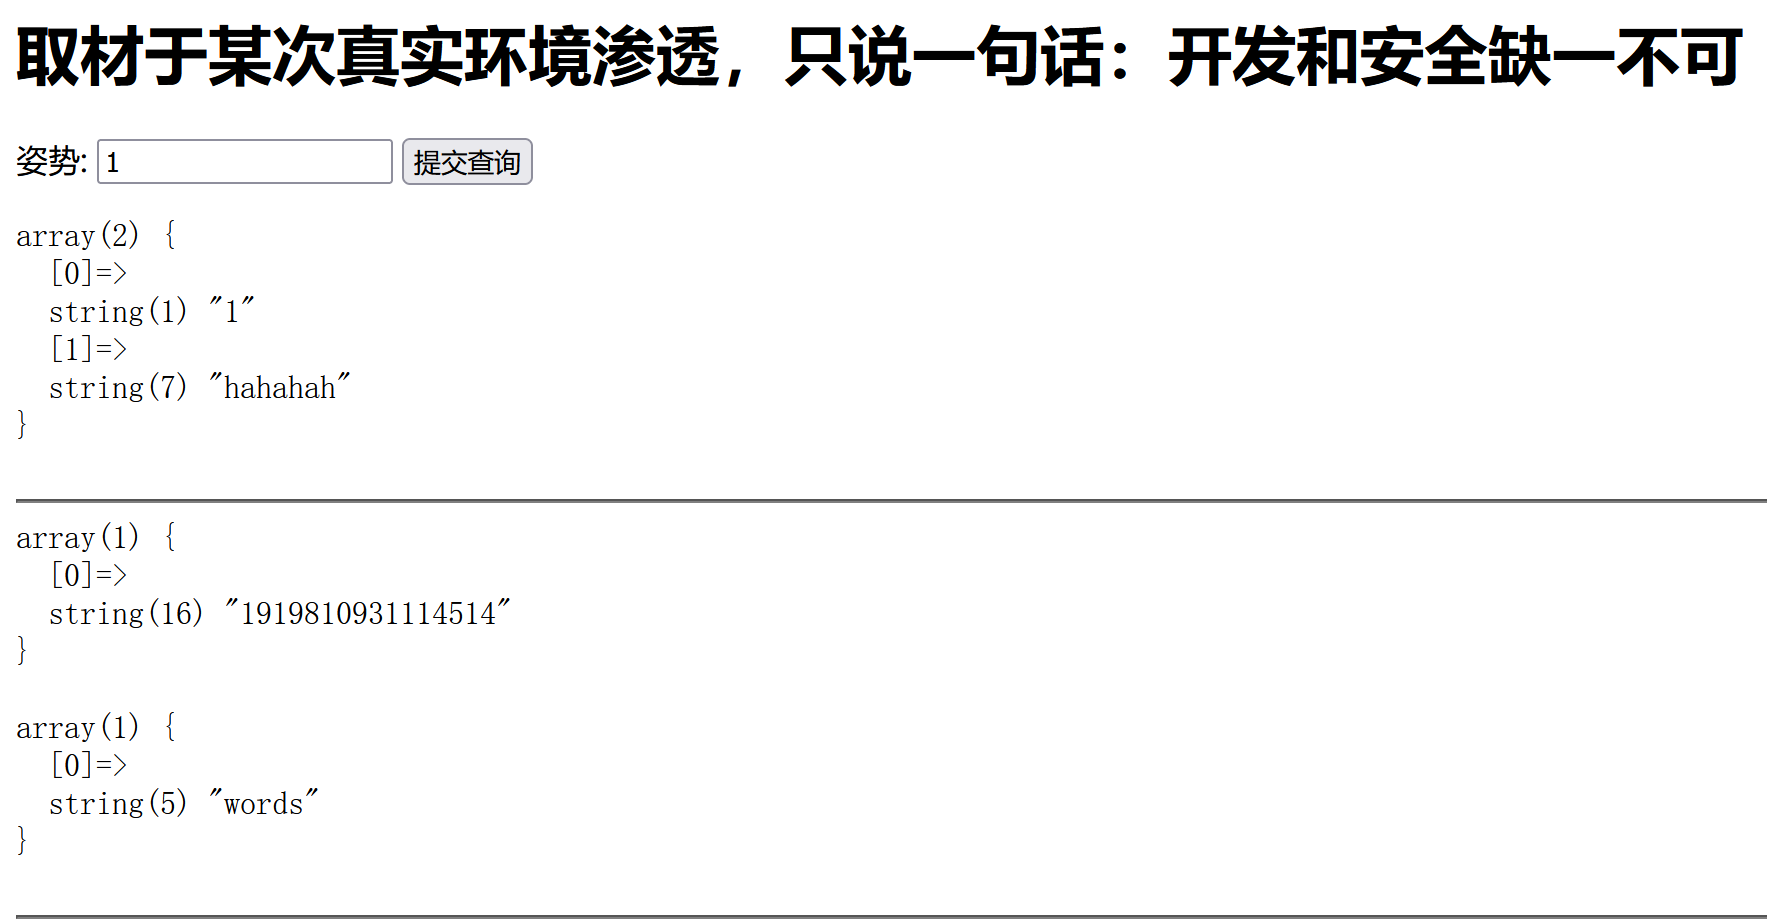 取材于某次真实环境渗透，只说一句话：开发和安全缺一不可
姿势: 1 提交查询
array(2) {
  [0]=>
  string(1) "1"
  [1]=>
  string(7) "hahahah"
}
array(1) {
  [0]=>
  string(16) "1919810931114514"
}
array(1) {
  [0]=>
  string(5) "words"
}